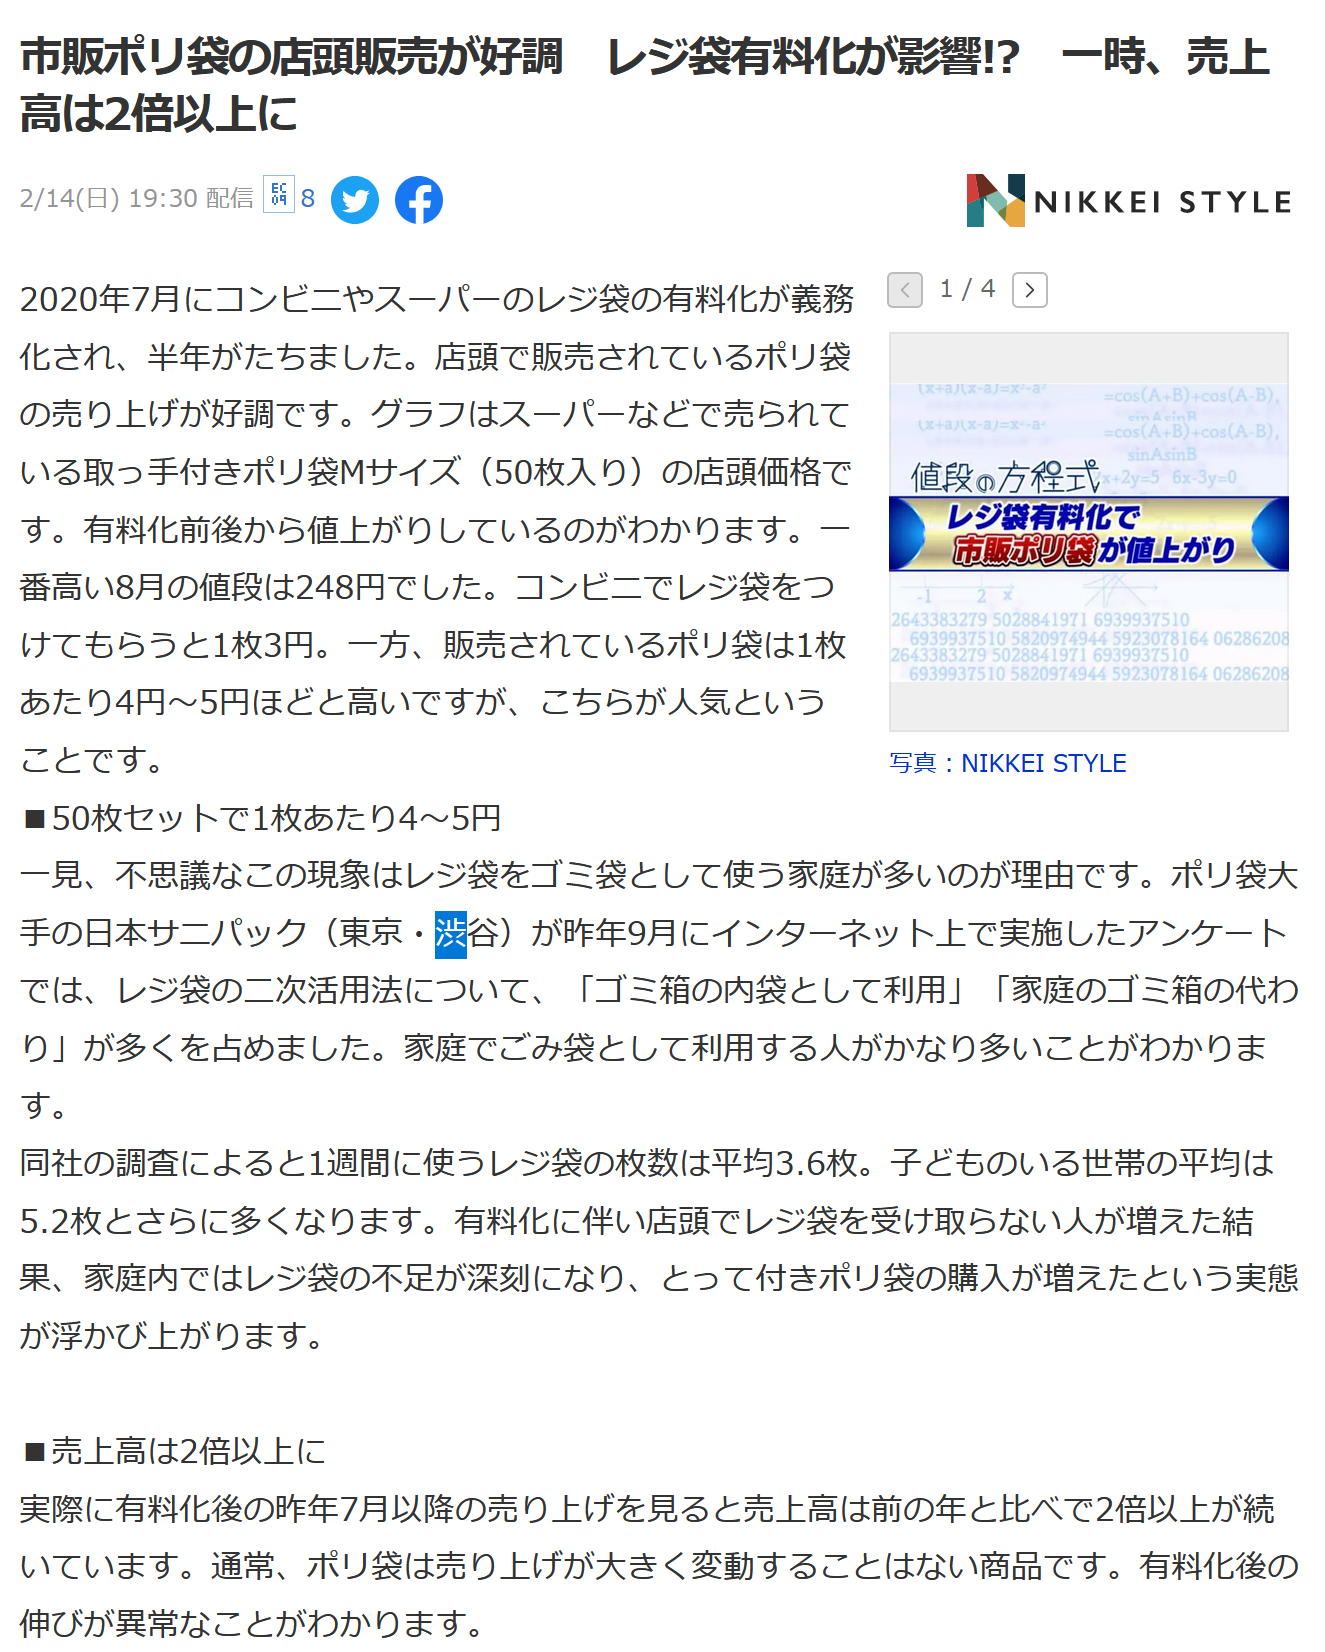 市販ポリ袋の店頭販売が好調　レジ袋有料化が影響!?　一時、売上
高は2倍以上に
2/14(日) 19:30 配信
EC
09
8
NIKKEI STYLE
2020年7月にコンビニやスーパーのレジ袋の有料化が義務
化され、半年がたちました。店頭で販売されているポリ袋
の売り上げが好調です。グラフはスーパーなどで売られて
いる取っ手付きポリ袋Mサイズ（50枚入り）の店頭価格で
す。有料化前後から値上がりしているのがわかります。一
番高い8月の値段は248円でした。コンビニでレジ袋をつ
けてもらうと1枚3円。一方、販売されているポリ袋は1枚
あたり4円～5円ほどと高いですが、こちらが人気という
ことです。
1 / 4
(x+a)(x-a)=x²-a²
=cos(A+B)+cos(A-B),
sinAsinB
(x+a)(x-a)=x²-a²
=cos(A+B)+cos(A-B),
sinAsinB
値段の方程式
x+2y=5 6x-3y=0
レジ袋有料化で
市販ポリ袋が値上がり
-1 2 x
2643383279 5028841971 6939937510
6939937510 5820974944 5923078164 06286208
2643383279 5028841971 6939937510
6939937510 5820974944 5923078164 06286208
写真：NIKKEI STYLE
■50枚セットで1枚あたり4～5円
一見、不思議なこの現象はレジ袋をゴミ袋として使う家庭が多いのが理由です。ポリ袋大
手の日本サニパック（東京・渋谷）が昨年9月にインターネット上で実施したアンケート
では、レジ袋の二次活用法について、「ゴミ箱の内袋として利用」「家庭のゴミ箱の代わ
り」が多くを占めました。家庭でごみ袋として利用する人がかなり多いことがわかりま
す。
同社の調査によると1週間に使うレジ袋の枚数は平均3.6枚。子どものいる世帯の平均は
5.2枚とさらに多くなります。有料化に伴い店頭でレジ袋を受け取らない人が増えた結
果、家庭内ではレジ袋の不足が深刻になり、とって付きポリ袋の購入が増えたという実態
が浮かび上がります。
■売上高は2倍以上に
実際に有料化後の昨年7月以降の売り上げを見ると売上高は前の年と比べで2倍以上が続
いています。通常、ポリ袋は売り上げが大きく変動することはない商品です。有料化後の
伸びが異常なことがわかります。